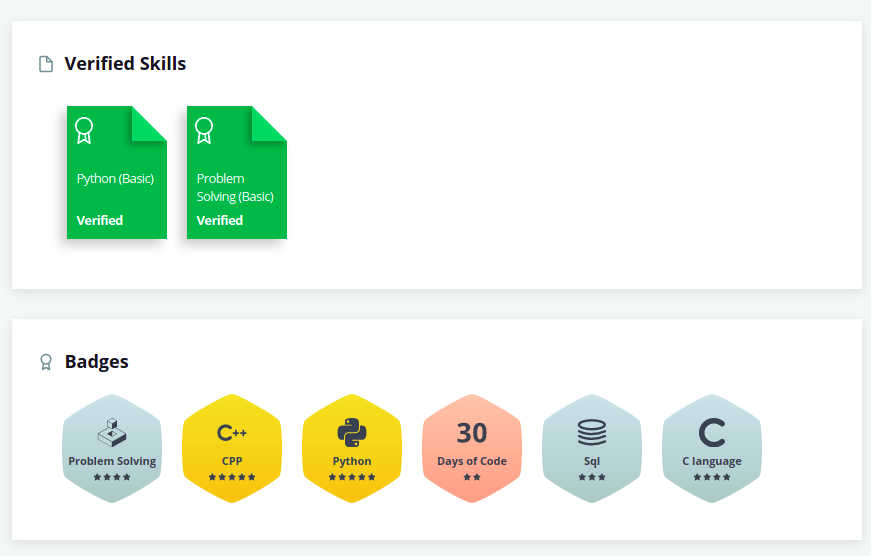 Verified Skills
Python (Basic)
Verified
Problem
Solving (Basic)
Verified
Badges
Problem Solving
C++
CPP
Python
30
Days of Code
Sql
C
C language